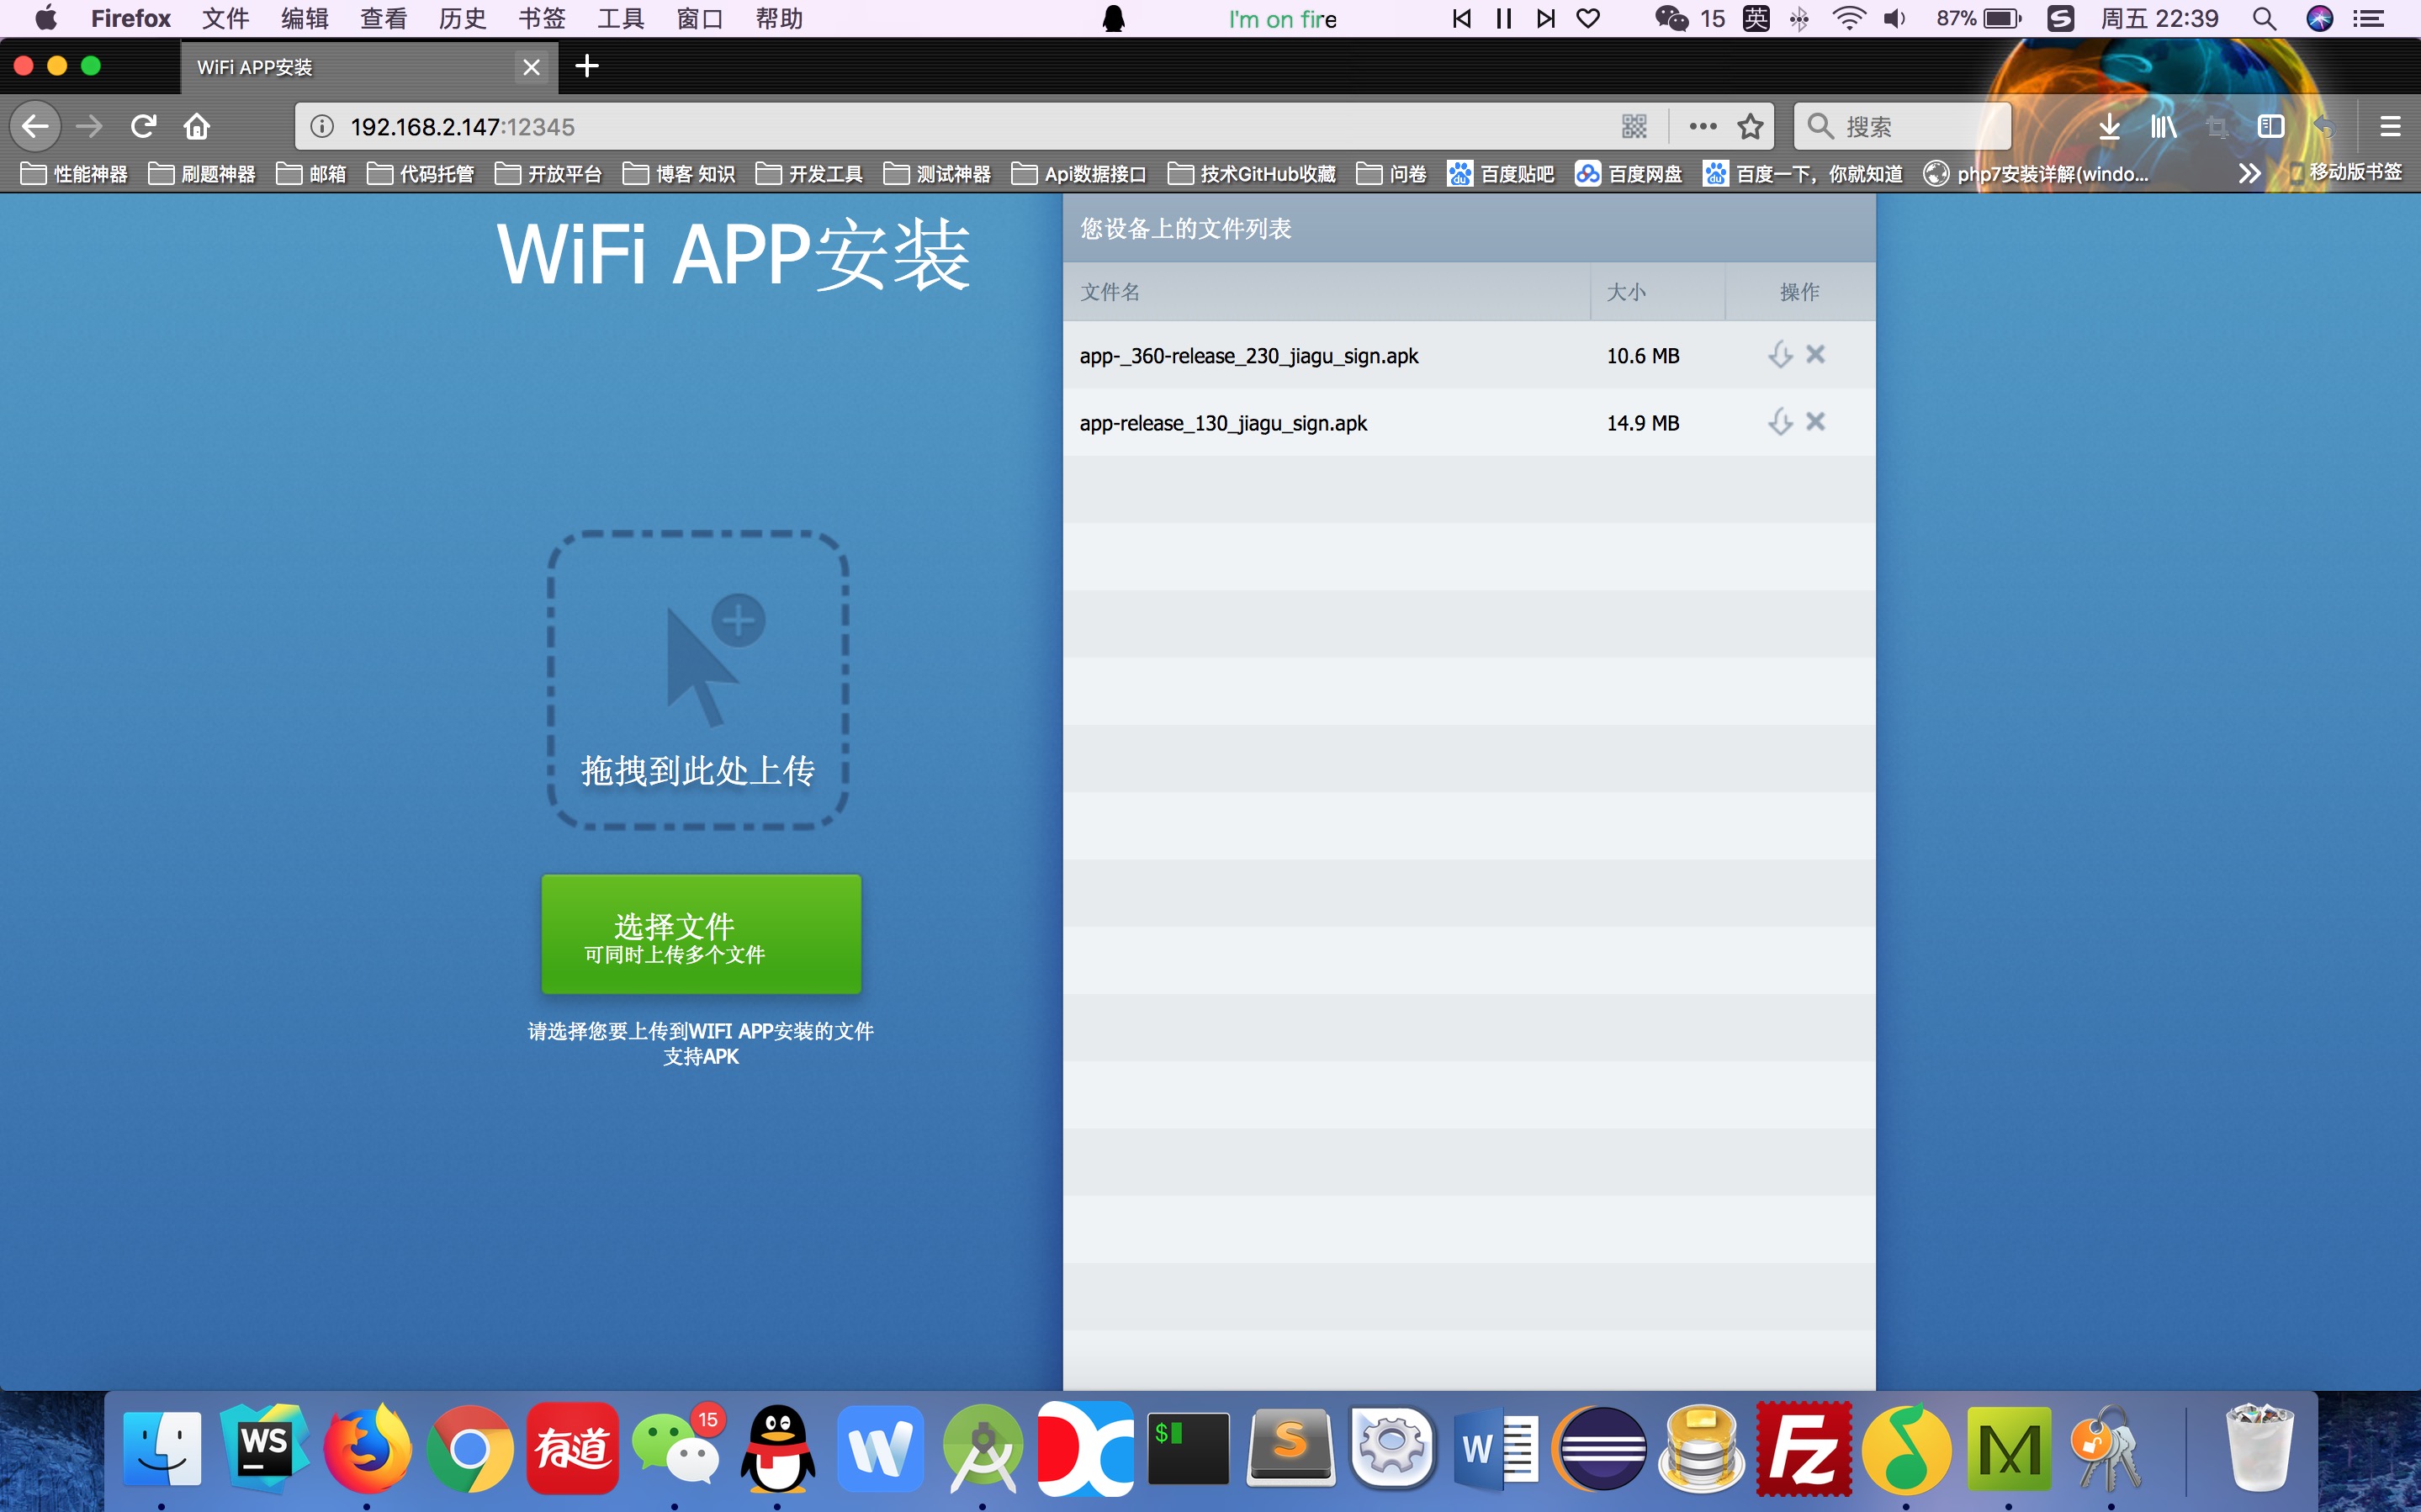 Firefox 文件 编辑 查看 历史 书签 工具 窗口 帮助 I'm on fire 15 英 87% 周五 22:39
WiFi APP安装
192.168.2.147:12345 搜索
性能神器 刷题神器 邮箱 代码托管 开放平台 博客 知识 开发工具 测试神器 Api数据接口 技术GitHub收藏 问卷 百度贴吧 百度网盘 百度一下，你就知道 php7安装详解(windo... 移动版书签
WiFi APP安装
拖拽到此处上传
选择文件
可同时上传多个文件
请选择您要上传到WIFI APP安装的文件
支持APK
您设备上的文件列表
文件名 大小 操作
app-_360-release_230_jiagu_sign.apk 10.6 MB
app-release_130_jiagu_sign.apk 14.9 MB
WS 有道 15 $ S W Fz M